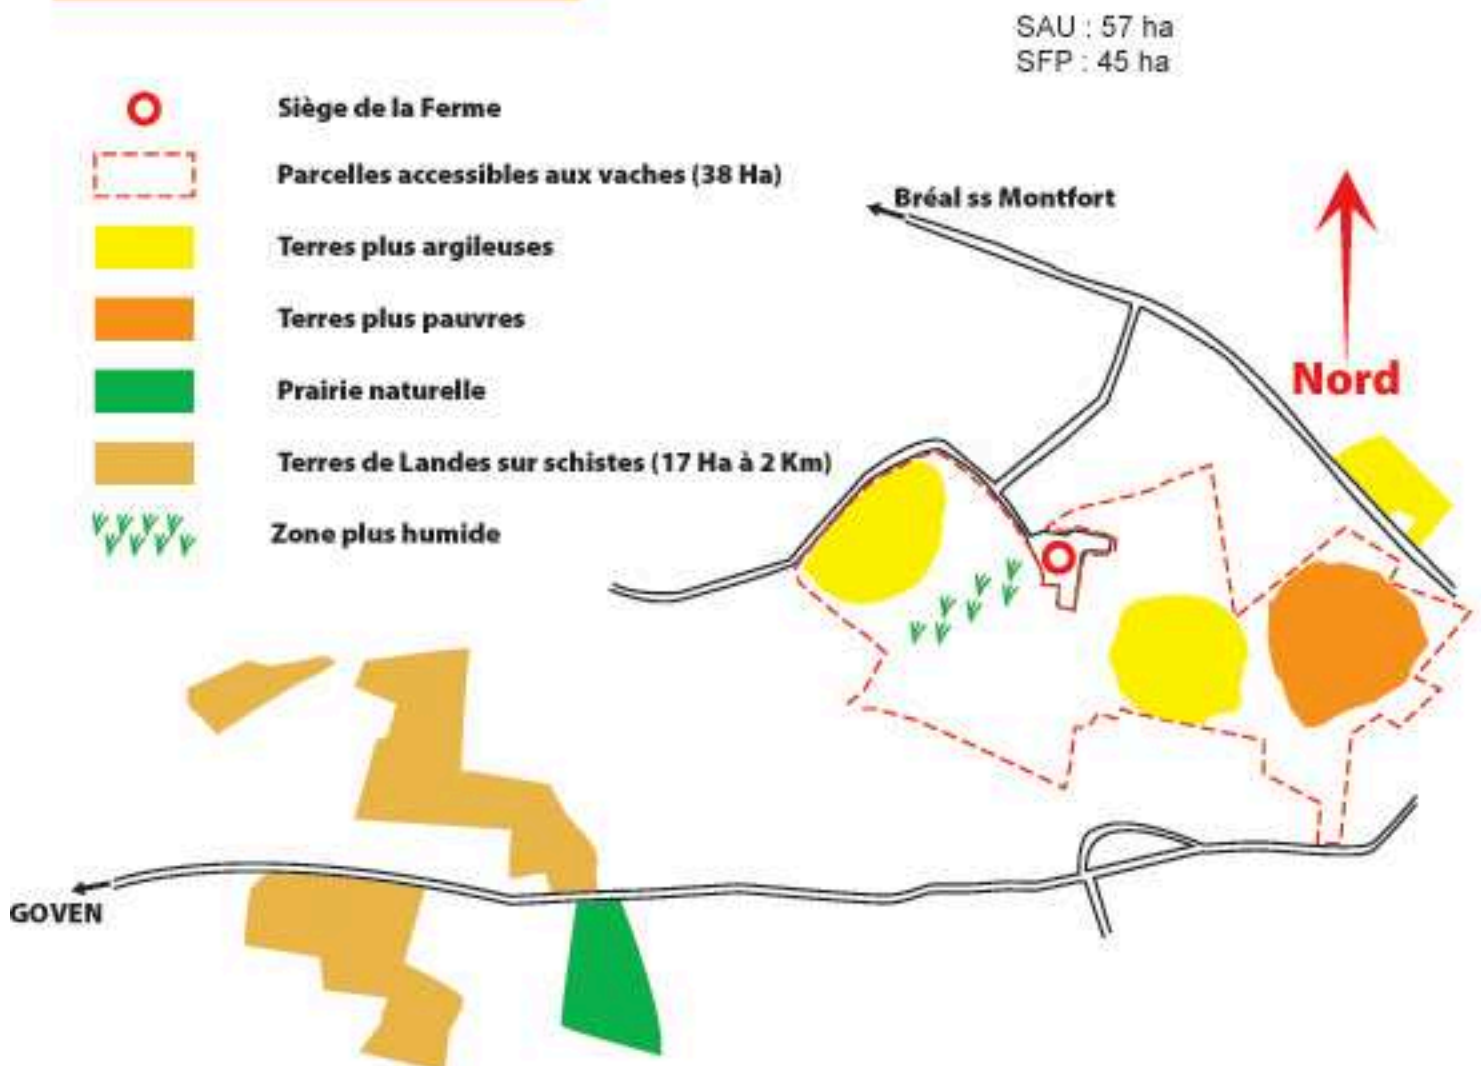 SAU : 57 ha
SFP : 45 ha
Siège de la Ferme
Parcelles accessibles aux vaches (38 Ha)
Terres plus argileuses
Terres plus pauvres
Prairie naturelle
Terres de Landes sur schistes (17 Ha à 2 Km)
Zone plus humide
Bréal ss Montfort
Nord
GOVEN